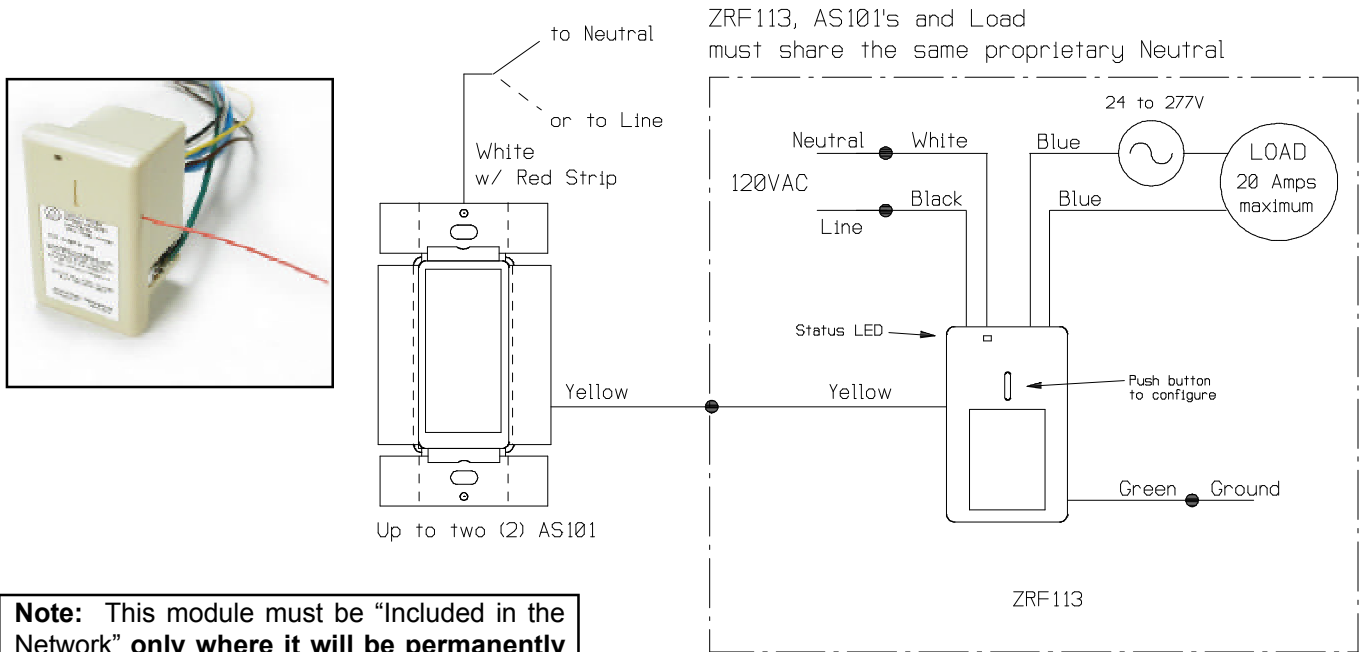 ZRF113, AS101's and Load
must share the same proprietary Neutral
to Neutral
or to Line
White
w/ Red Strip
24 to 277V
Neutral
White
Blue
LOAD
20 Amps
maximum
120VAC
Black
Blue
Line
Status LED
Push button
to configure
Yellow
Yellow
Green
Ground
Up to two (2) AS101
ZRF113
Note: This module must be “Included in the
Network” only where it will be permanently